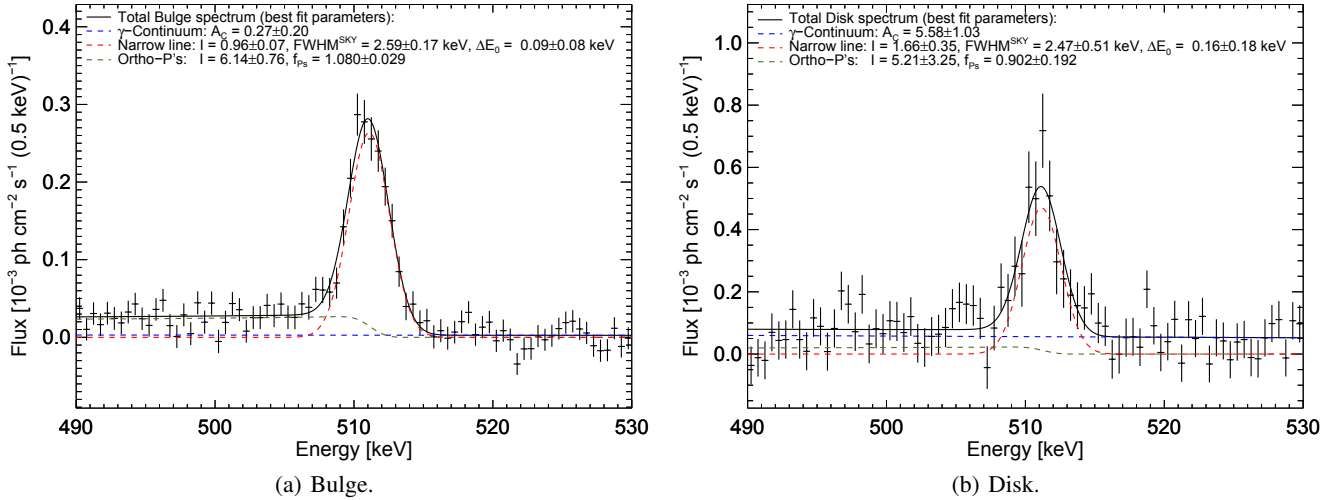 Total Bulge spectrum (best fit parameters):
γ−Continuum: A_C = 0.27±0.20
Narrow line: I = 0.96±0.07, FWHM^SKY = 2.59±0.17 keV, ΔE_0 = 0.09±0.08 keV
Ortho−P's: I = 6.14±0.76, f_Ps = 1.080±0.029
0.4
0.3
0.2
0.1
0.0
Flux [10^−3 ph cm^−2 s^−1 (0.5 keV)^−1]
490 500 510 520 530
Energy [keV]
(a) Bulge.
Total Disk spectrum (best fit parameters):
γ−Continuum: A_C = 5.58±1.03
Narrow line: I = 1.66±0.35, FWHM^SKY = 2.47±0.51 keV, ΔE_0 = 0.16±0.18 keV
Ortho−P's: I = 5.21±3.25, f_Ps = 0.902±0.192
1.0
0.8
0.6
0.4
0.2
0.0
Flux [10^−3 ph cm^−2 s^−1 (0.5 keV)^−1]
490 500 510 520 530
Energy [keV]
(b) Disk.